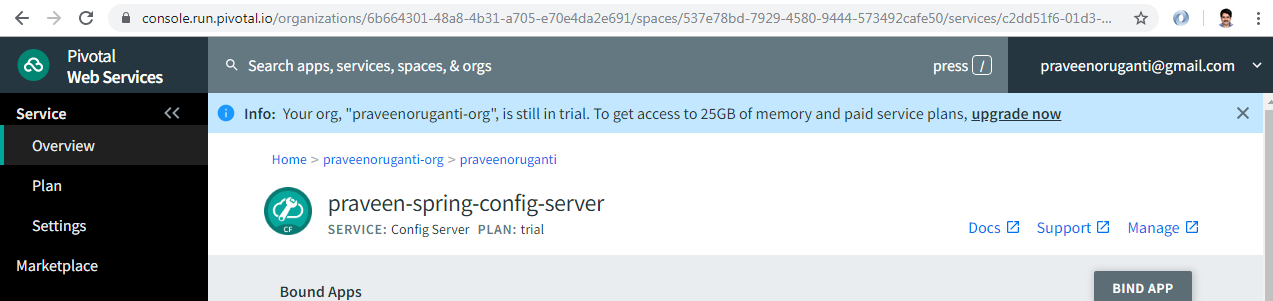 console.run.pivotal.io/organizations/6b664301-48a8-4b31-a705-e70e4da2e691/spaces/537e78bd-7929-4580-9444-573492cafe50/services/c2dd51f6-01d3-...
Pivotal
Web Services
Search apps, services, spaces, & orgs
press /
praveenoruganti@gmail.com
Service
Info: Your org, "praveenoruganti-org", is still in trial. To get access to 25GB of memory and paid service plans, upgrade now
Overview
Plan
Settings
Marketplace
Home > praveenoruganti-org > praveenoruganti
CF
praveen-spring-config-server
SERVICE: Config Server PLAN: trial
Docs
Support
Manage
Bound Apps
BIND APP